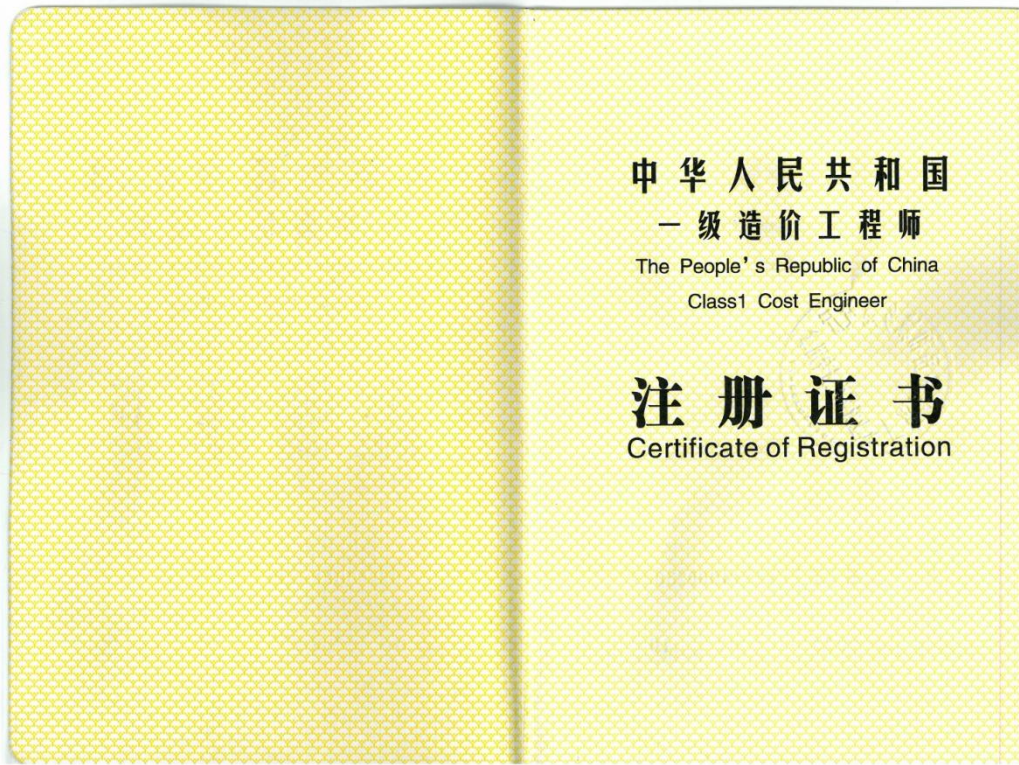 中华人民共和国
一级造价工程师
The People's Republic of China
Class1 Cost Engineer
注册证书
Certificate of Registration